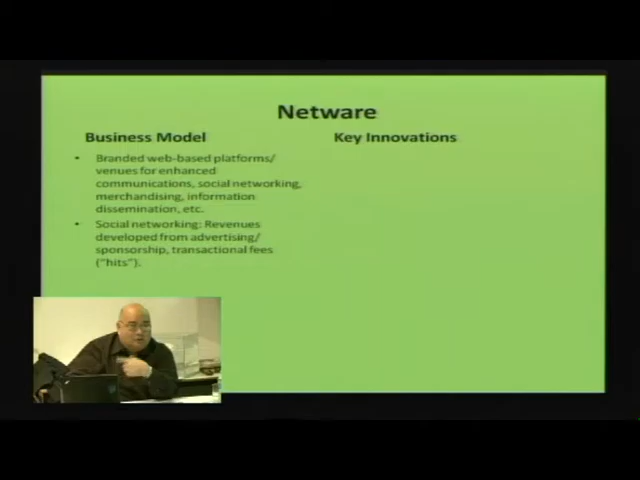 Netware
Business Model
Key Innovations
• Branded web-based platforms/
venues for enhanced
communications, social networking,
merchandising, information
dissemination, etc.
• Social networking: Revenues
developed from advertising/
sponsorship, transactional fees
("hits").